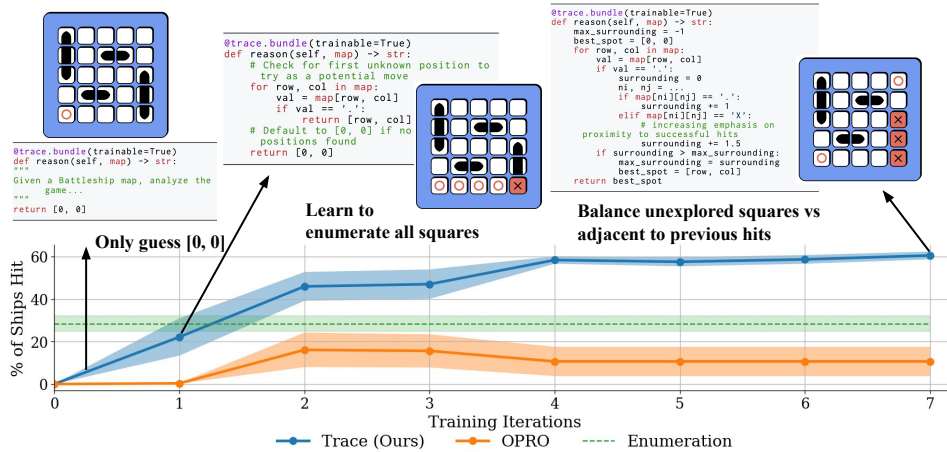 @trace.bundle(trainable=True)
def reason(self, map) -> str:
"""
Given a Battleship map, analyze the
game...
"""
return [0, 0]
Only guess [0, 0]
@trace.bundle(trainable=True)
def reason(self, map) -> str:
# Check for first unknown position to
try as a potential move
for row, col in map:
val = map[row, col]
if val == '.':
return [row, col]
# Default to [0, 0] if no
positions found
return [0, 0]
Learn to
enumerate all squares
@trace.bundle(trainable=True)
def reason(self, map) -> str:
max_surrounding = -1
best_spot = [0, 0]
for row, col in map:
val = map[row, col]
if val == '.':
surrounding = 0
ni, nj = ...
if map[ni][nj] == '.':
surrounding += 1
elif map[ni][nj] == 'X':
# increasing emphasis on
proximity to successful hits
surrounding += 1.5
if surrounding > max_surrounding:
max_surrounding = surrounding
best_spot = [row, col]
return best_spot
Balance unexplored squares vs
adjacent to previous hits
% of Ships Hit
60
40
20
0
0 1 2 3 4 5 6 7
Training Iterations
Trace (Ours) OPRO Enumeration